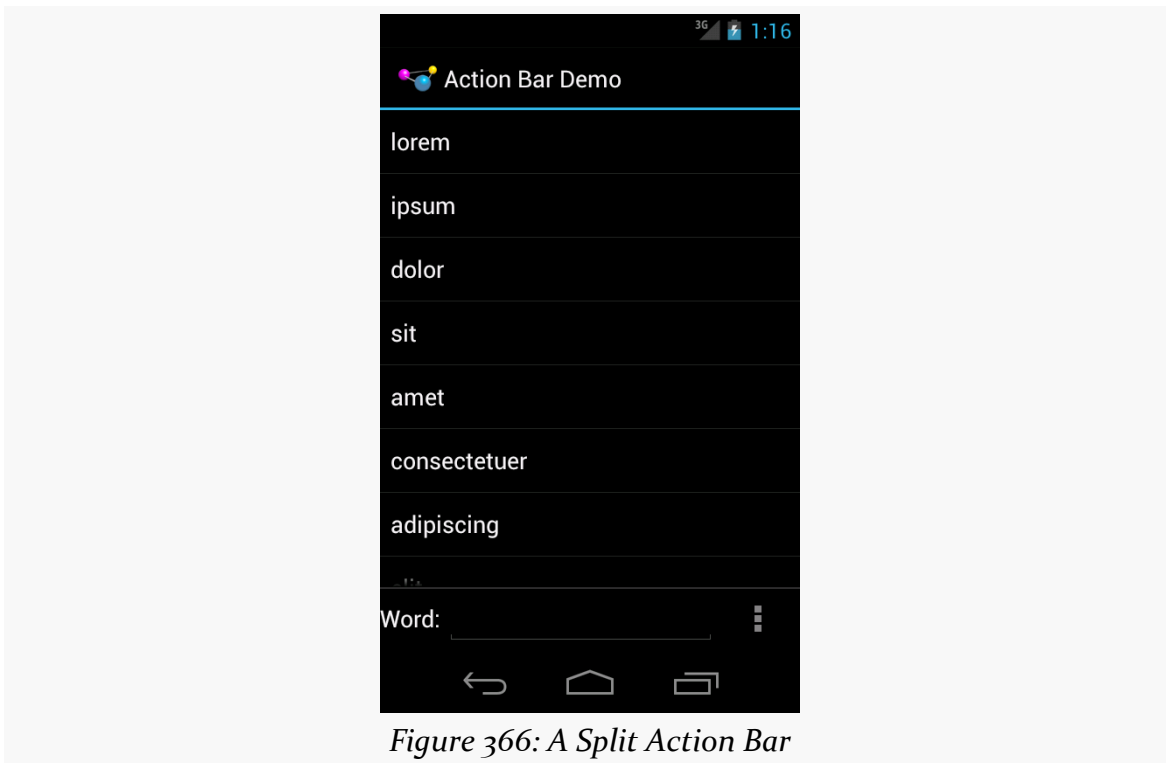 3G 1:16
Action Bar Demo
lorem
ipsum
dolor
sit
amet
consectetuer
adipiscing
Word:
Figure 366: A Split Action Bar